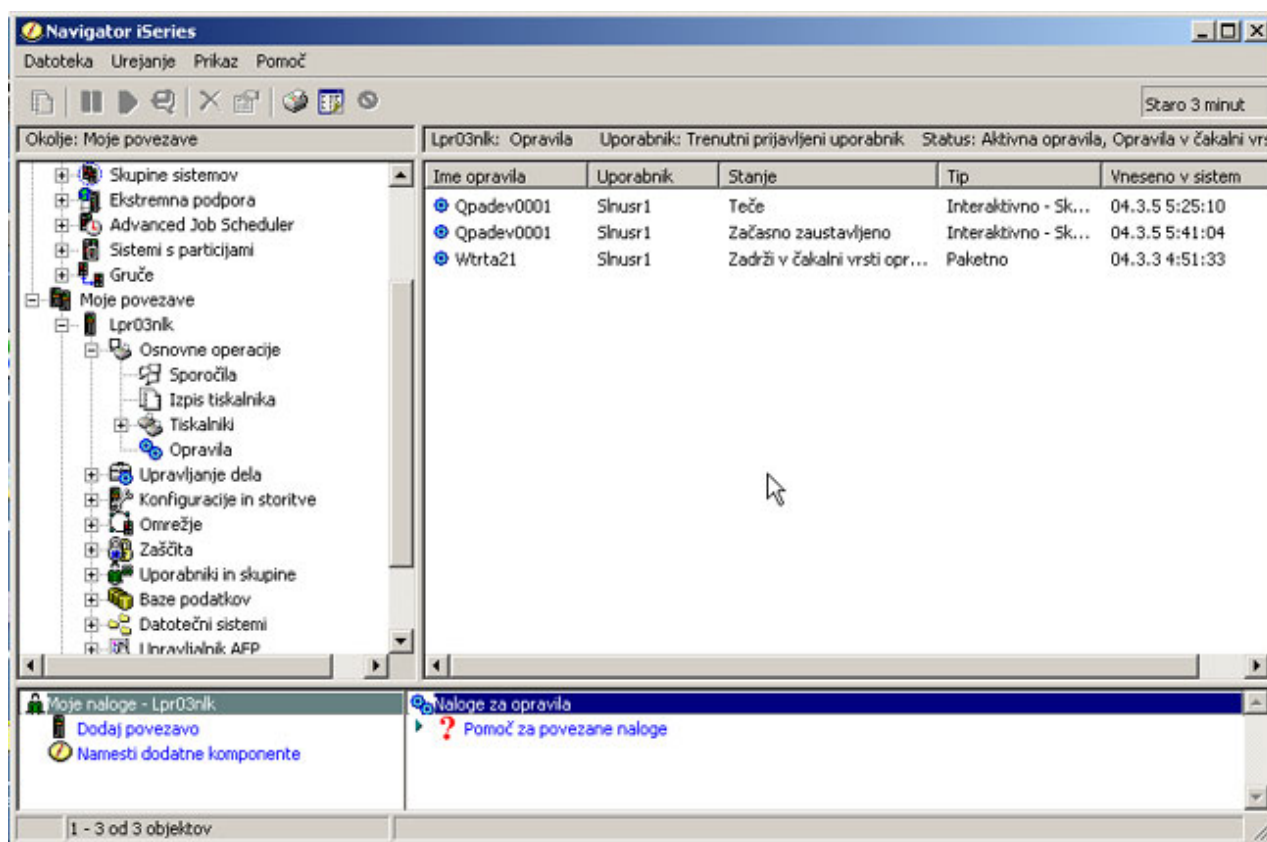 Navigator iSeries
Datoteka Urejanje Prikaz Pomoč
Staro 3 minut
Okolje: Moje povezave
Lpr03nlk: Opravila Uporabnik: Trenutni prijavljeni uporabnik Status: Aktivna opravila, Opravila v čakalni vrs
Skupine sistemov
Ekstremna podpora
Advanced Job Scheduler
Sistemi s particijami
Gruče
Moje povezave
Lpr03nlk
Osnovne operacije
Sporočila
Izpis tiskalnika
Tiskalniki
Opravila
Upravljanje dela
Konfiguracije in storitve
Omrežje
Zaščita
Uporabniki in skupine
Baze podatkov
Datotečni sistemi
Upravljalnik AFP
Ime opravila Uporabnik Stanje Tip Vneseno v sistem
Qpadev0001 Slnusr1 Teče Interaktivno - Sk... 04.3.5 5:25:10
Qpadev0001 Slnusr1 Začasno zaustavljeno Interaktivno - Sk... 04.3.5 5:41:04
Wtrta21 Slnusr1 Zadrži v čakalni vrsti opr... Paketno 04.3.3 4:51:33
Moje naloge - Lpr03nlk
Dodaj povezavo
Namesti dodatne komponente
Naloge za opravila
Pomoč za povezane naloge
1 - 3 od 3 objektov